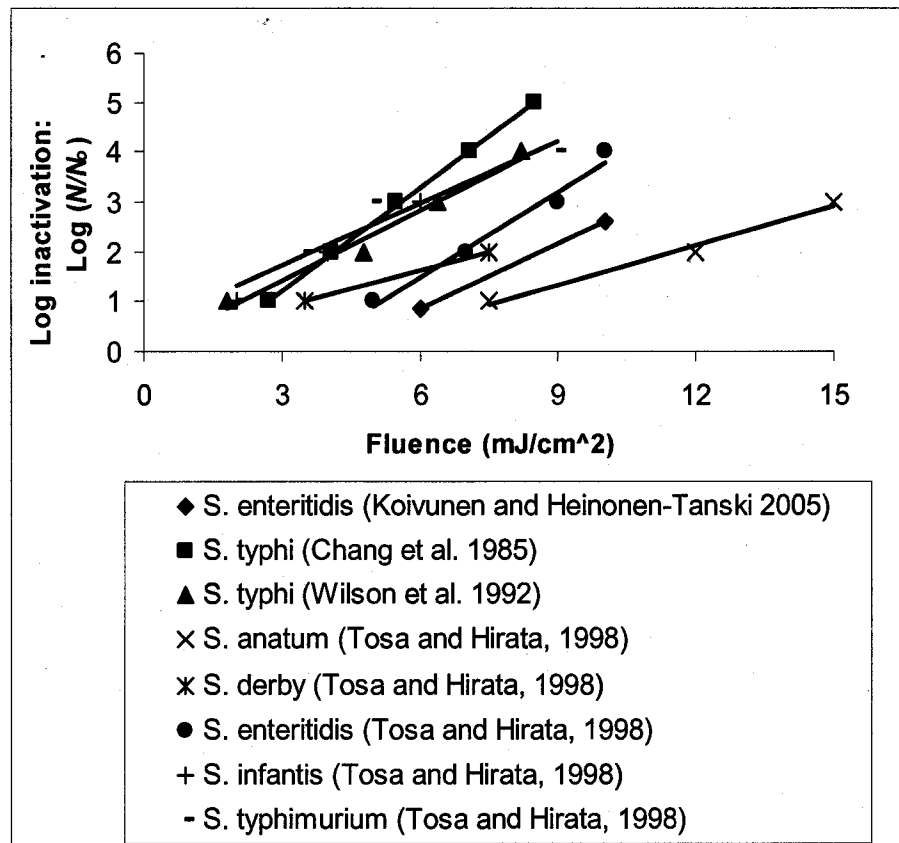 6
5
4
3
2
1
0
Log inactivation:
Log (N/N₀)
0 3 6 9 12 15
Fluence (mJ/cm^2)
S. enteritidis (Koivunen and Heinonen-Tanski 2005)
S. typhi (Chang et al. 1985)
S. typhi (Wilson et al. 1992)
S. anatum (Tosa and Hirata, 1998)
S. derby (Tosa and Hirata, 1998)
S. enteritidis (Tosa and Hirata, 1998)
S. infantis (Tosa and Hirata, 1998)
S. typhimurium (Tosa and Hirata, 1998)